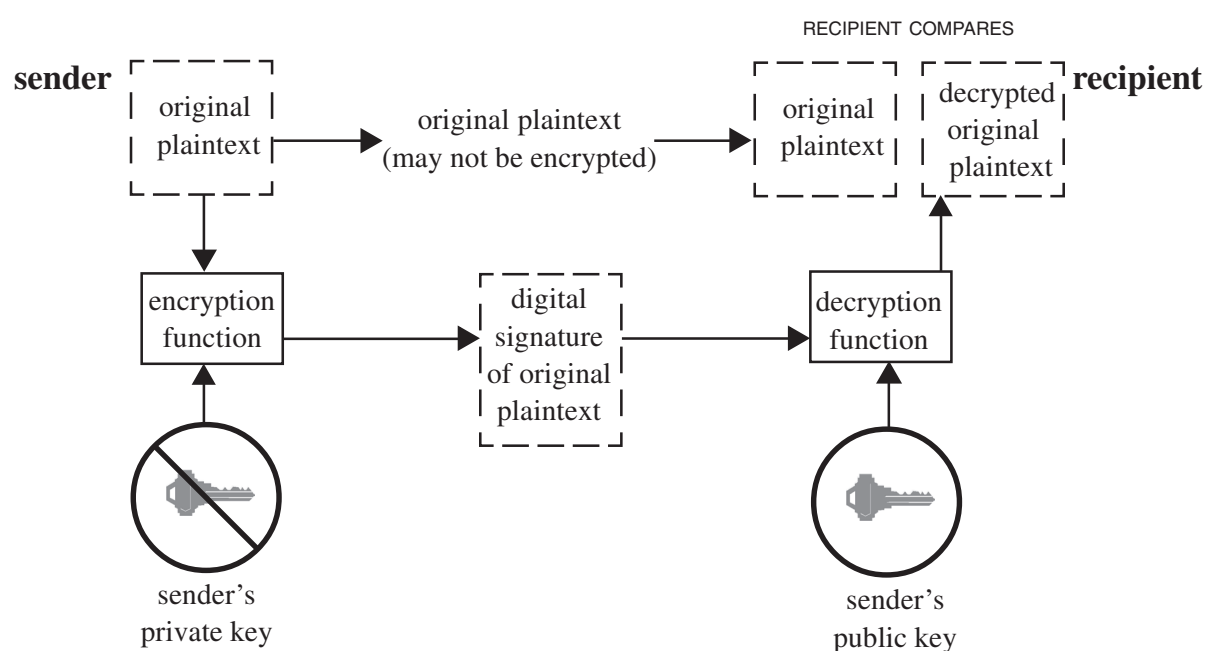 RECIPIENT COMPARES
sender
recipient
original
plaintext
original plaintext
(may not be encrypted)
original
plaintext
decrypted
original
plaintext
encryption
function
digital
signature
of original
plaintext
decryption
function
sender’s
private key
sender’s
public key